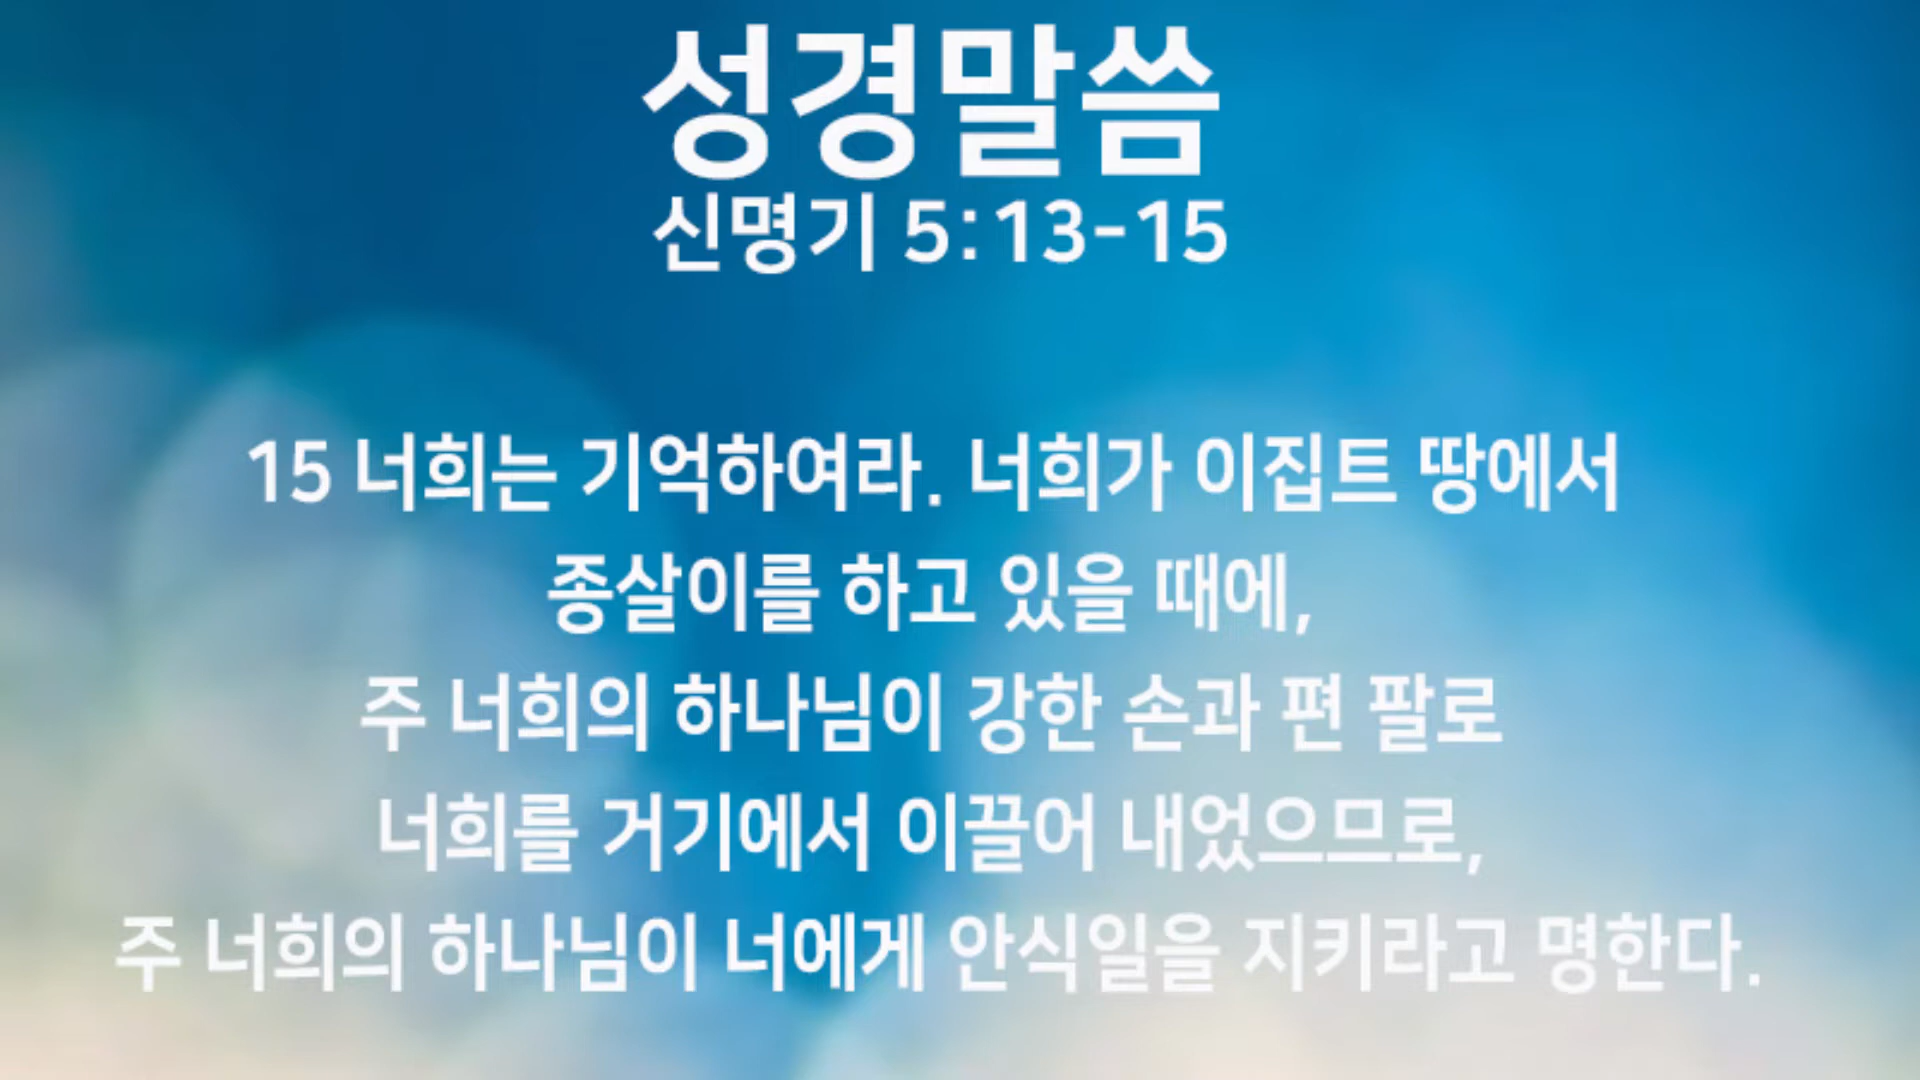 성경말씀
신명기 5:13-15
15 너희는 기억하여라. 너희가 이집트 땅에서
종살이를 하고 있을 때에,
주 너희의 하나님이 강한 손과 편 팔로
너희를 거기에서 이끌어 내었으므로,
주 너희의 하나님이 너에게 안식일을 지키라고 명한다.